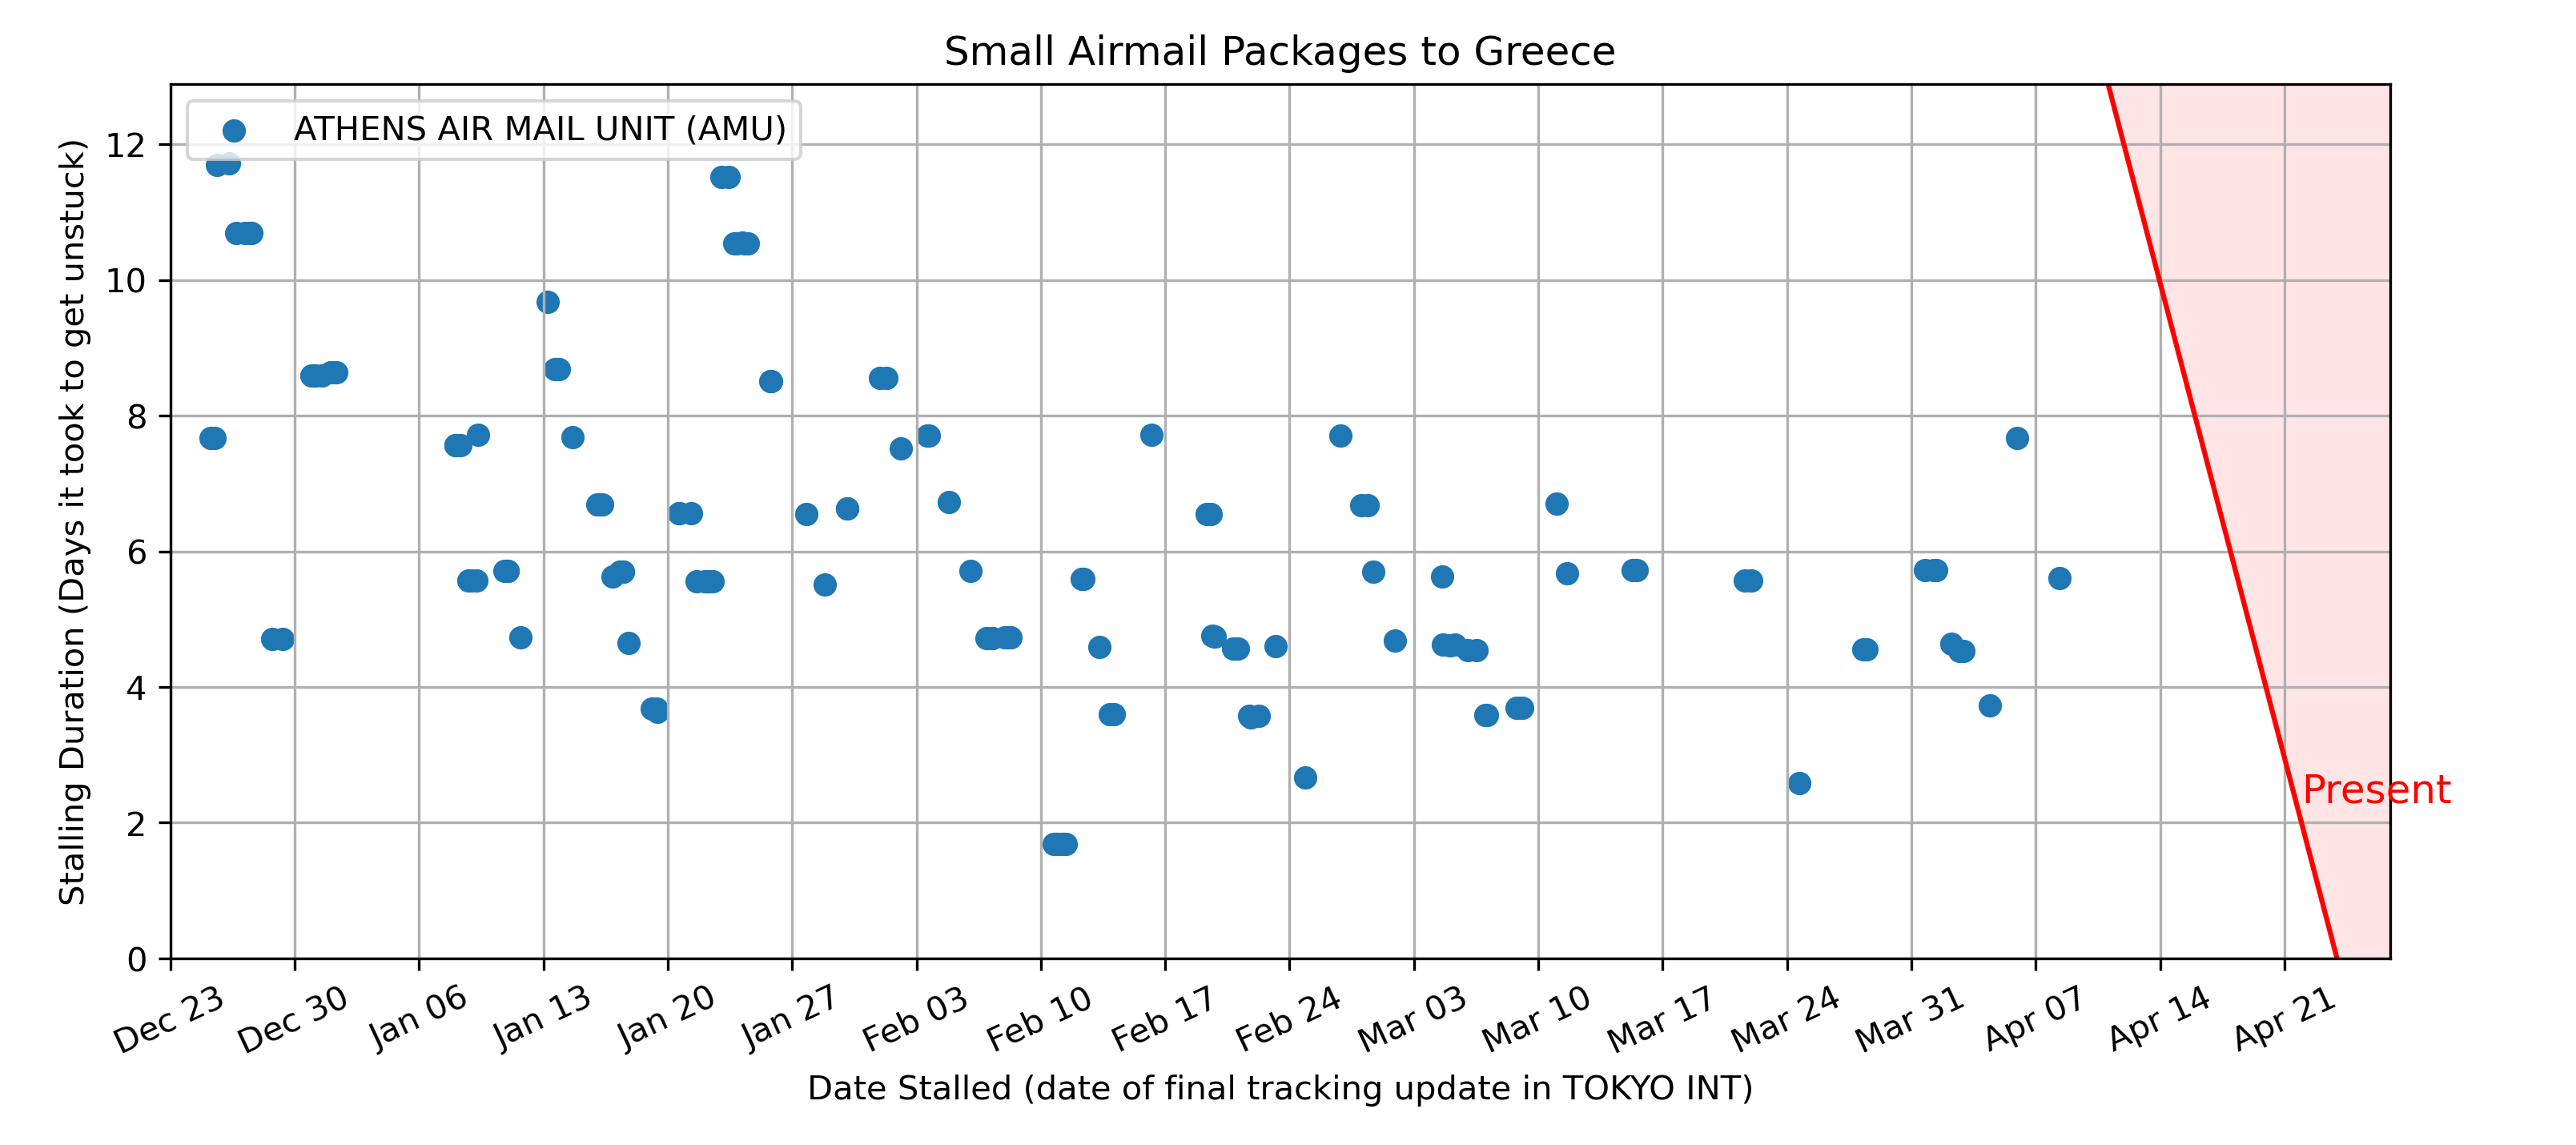 Small Airmail Packages to Greece
ATHENS AIR MAIL UNIT (AMU)
Stalling Duration (Days it took to get unstuck)
12
10
8
6
4
2
0
Present
Dec 23
Dec 30
Jan 06
Jan 13
Jan 20
Jan 27
Feb 03
Feb 10
Feb 17
Feb 24
Mar 03
Mar 10
Mar 17
Mar 24
Mar 31
Apr 07
Apr 14
Apr 21
Date Stalled (date of final tracking update in TOKYO INT)